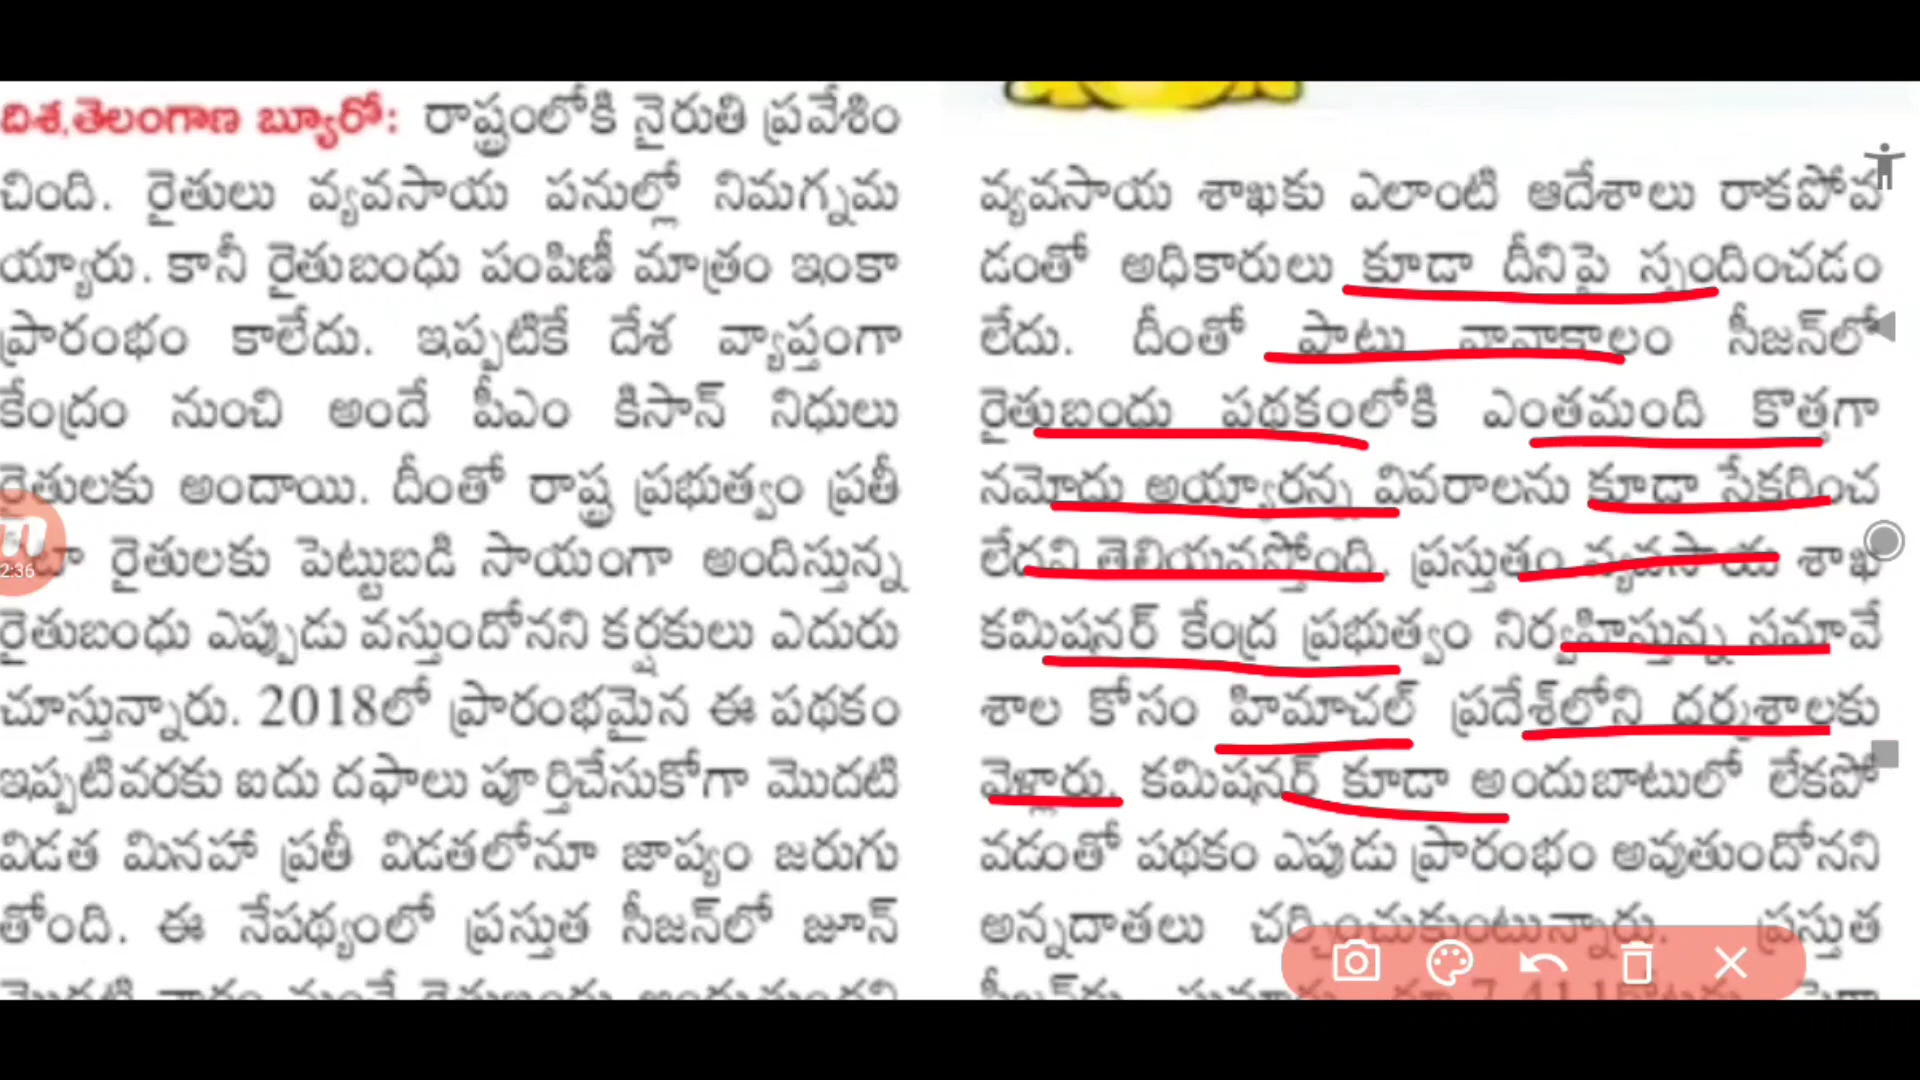 దిశ,తెలంగాణ బ్యూరో: రాష్ట్రంలోకి నైరుతి ప్రవేశిం
చింది. రైతులు వ్యవసాయ పనుల్లో నిమగ్నమ
య్యారు. కానీ రైతుబంధు పంపిణీ మాత్రం ఇంకా
ప్రారంభం కాలేదు. ఇప్పటికే దేశ వ్యాప్తంగా
కేంద్రం నుంచి అందే పీఎం కిసాన్ నిధులు
రైతులకు అందాయి. దీంతో రాష్ట్ర ప్రభుత్వం ప్రతీ
రైతులకు పెట్టుబడి సాయంగా అందిస్తున్న
రైతుబంధు ఎప్పుడు వస్తుందోనని కర్షకులు ఎదురు
చూస్తున్నారు. 2018లో ప్రారంభమైన ఈ పథకం
ఇప్పటివరకు ఐదు దఫాలు పూర్తిచేసుకోగా మొదటి
విడత మినహా ప్రతీ విడతలోనూ జాప్యం జరుగు
తోంది. ఈ నేపథ్యంలో ప్రస్తుత సీజన్‌లో జూన్
వ్యవసాయ శాఖకు ఎలాంటి ఆదేశాలు రాకపోవ
డంతో అధికారులు కూడా దీనిపై స్పందించడం
లేదు. దీంతో పాటు వానాకాలం సీజన్‌లో
రైతుబంధు పథకంలోకి ఎంతమంది కొత్తగా
నమోదు అయ్యారన్న వివరాలను కూడా సేకరించ
లేదని తెలియవస్తోంది. ప్రస్తుతం వ్యవసాయ శాఖ
కమిషనర్ కేంద్ర ప్రభుత్వం నిర్వహిస్తున్న సమావే
శాల కోసం హిమాచల్ ప్రదేశ్‌లోని దర్మశాలకు
వెళ్లారు. కమిషనర్ కూడా అందుబాటులో లేకపో
వడంతో పథకం ఎపుడు ప్రారంభం అవుతుందోనని
అన్నదాతలు చర్చించుకుంటున్నారు. ప్రస్తుత
2:36